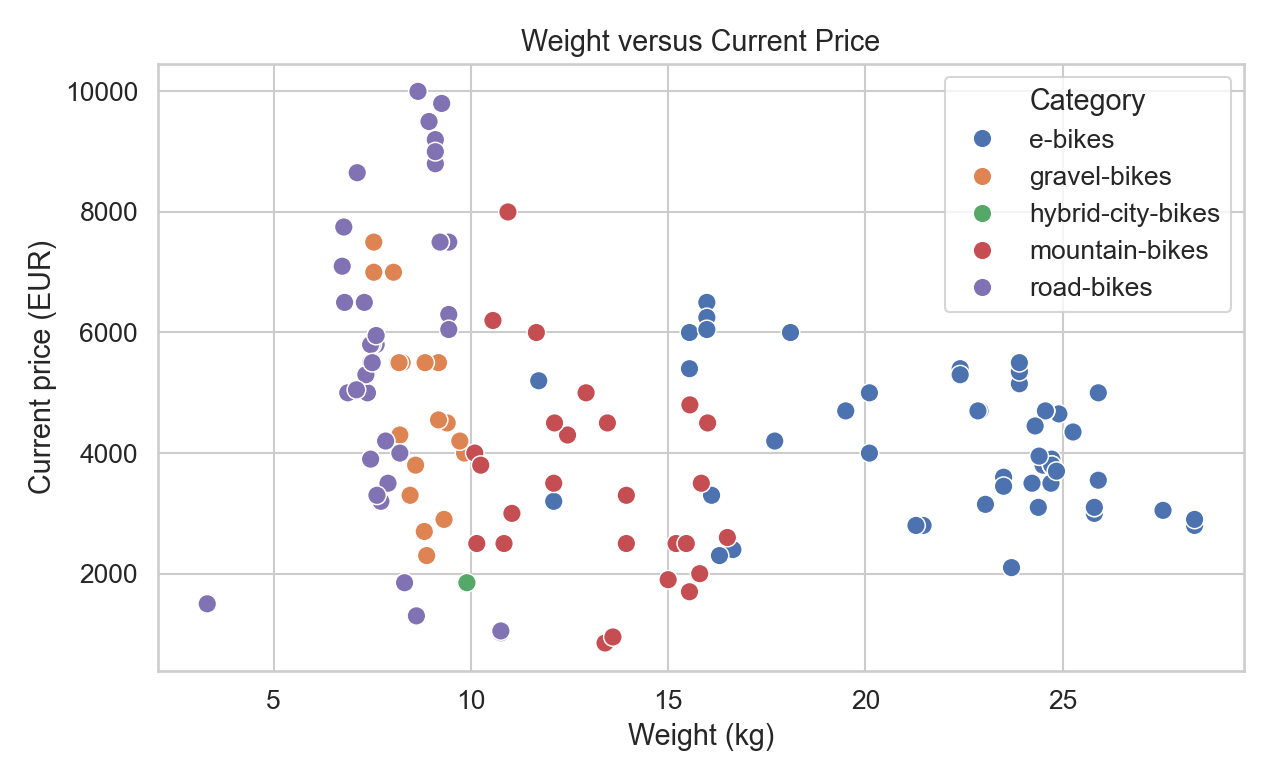 Weight versus Current Price
Current price (EUR)
10000
8000
6000
4000
2000
5
10
15
20
25
Weight (kg)
Category
e-bikes
gravel-bikes
hybrid-city-bikes
mountain-bikes
road-bikes